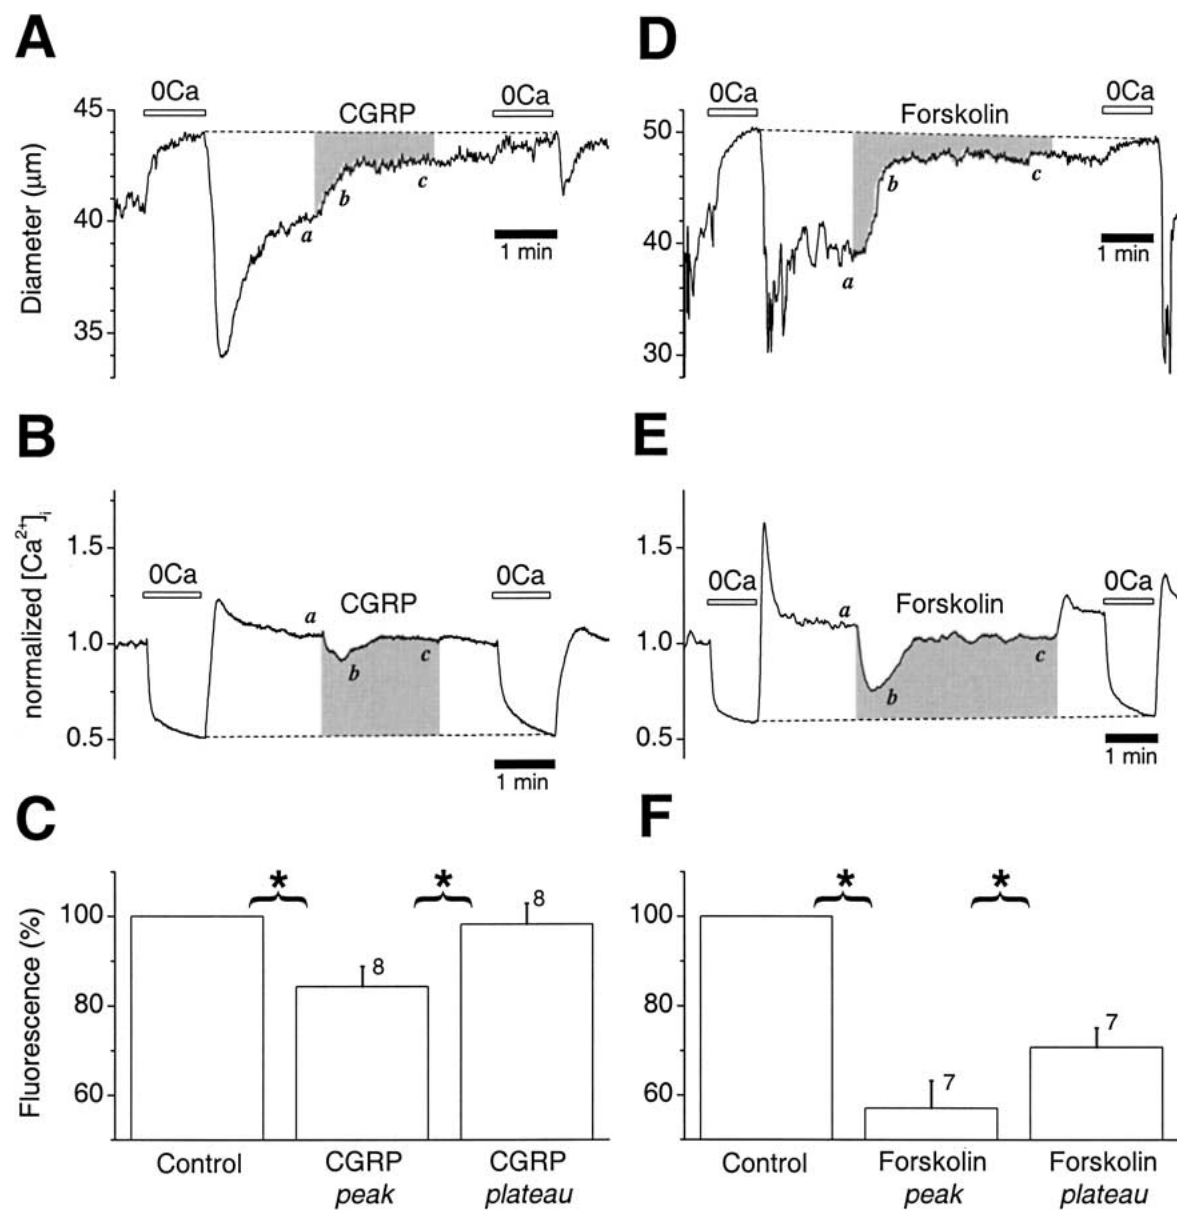 A
0Ca
CGRP
0Ca
45
40
35
Diameter (μm)
a
b
c
1 min
D
0Ca
Forskolin
0Ca
50
40
30
a
b
c
1 min
B
0Ca
CGRP
0Ca
1.5
1.0
0.5
normalized [Ca²⁺]ᵢ
a
b
c
1 min
E
0Ca
Forskolin
0Ca
1.5
1.0
0.5
a
b
c
1 min
C
* *
100
80
60
Fluorescence (%)
8
8
Control
CGRP
peak
CGRP
plateau
F
* *
100
80
60
7
7
Control
Forskolin
peak
Forskolin
plateau